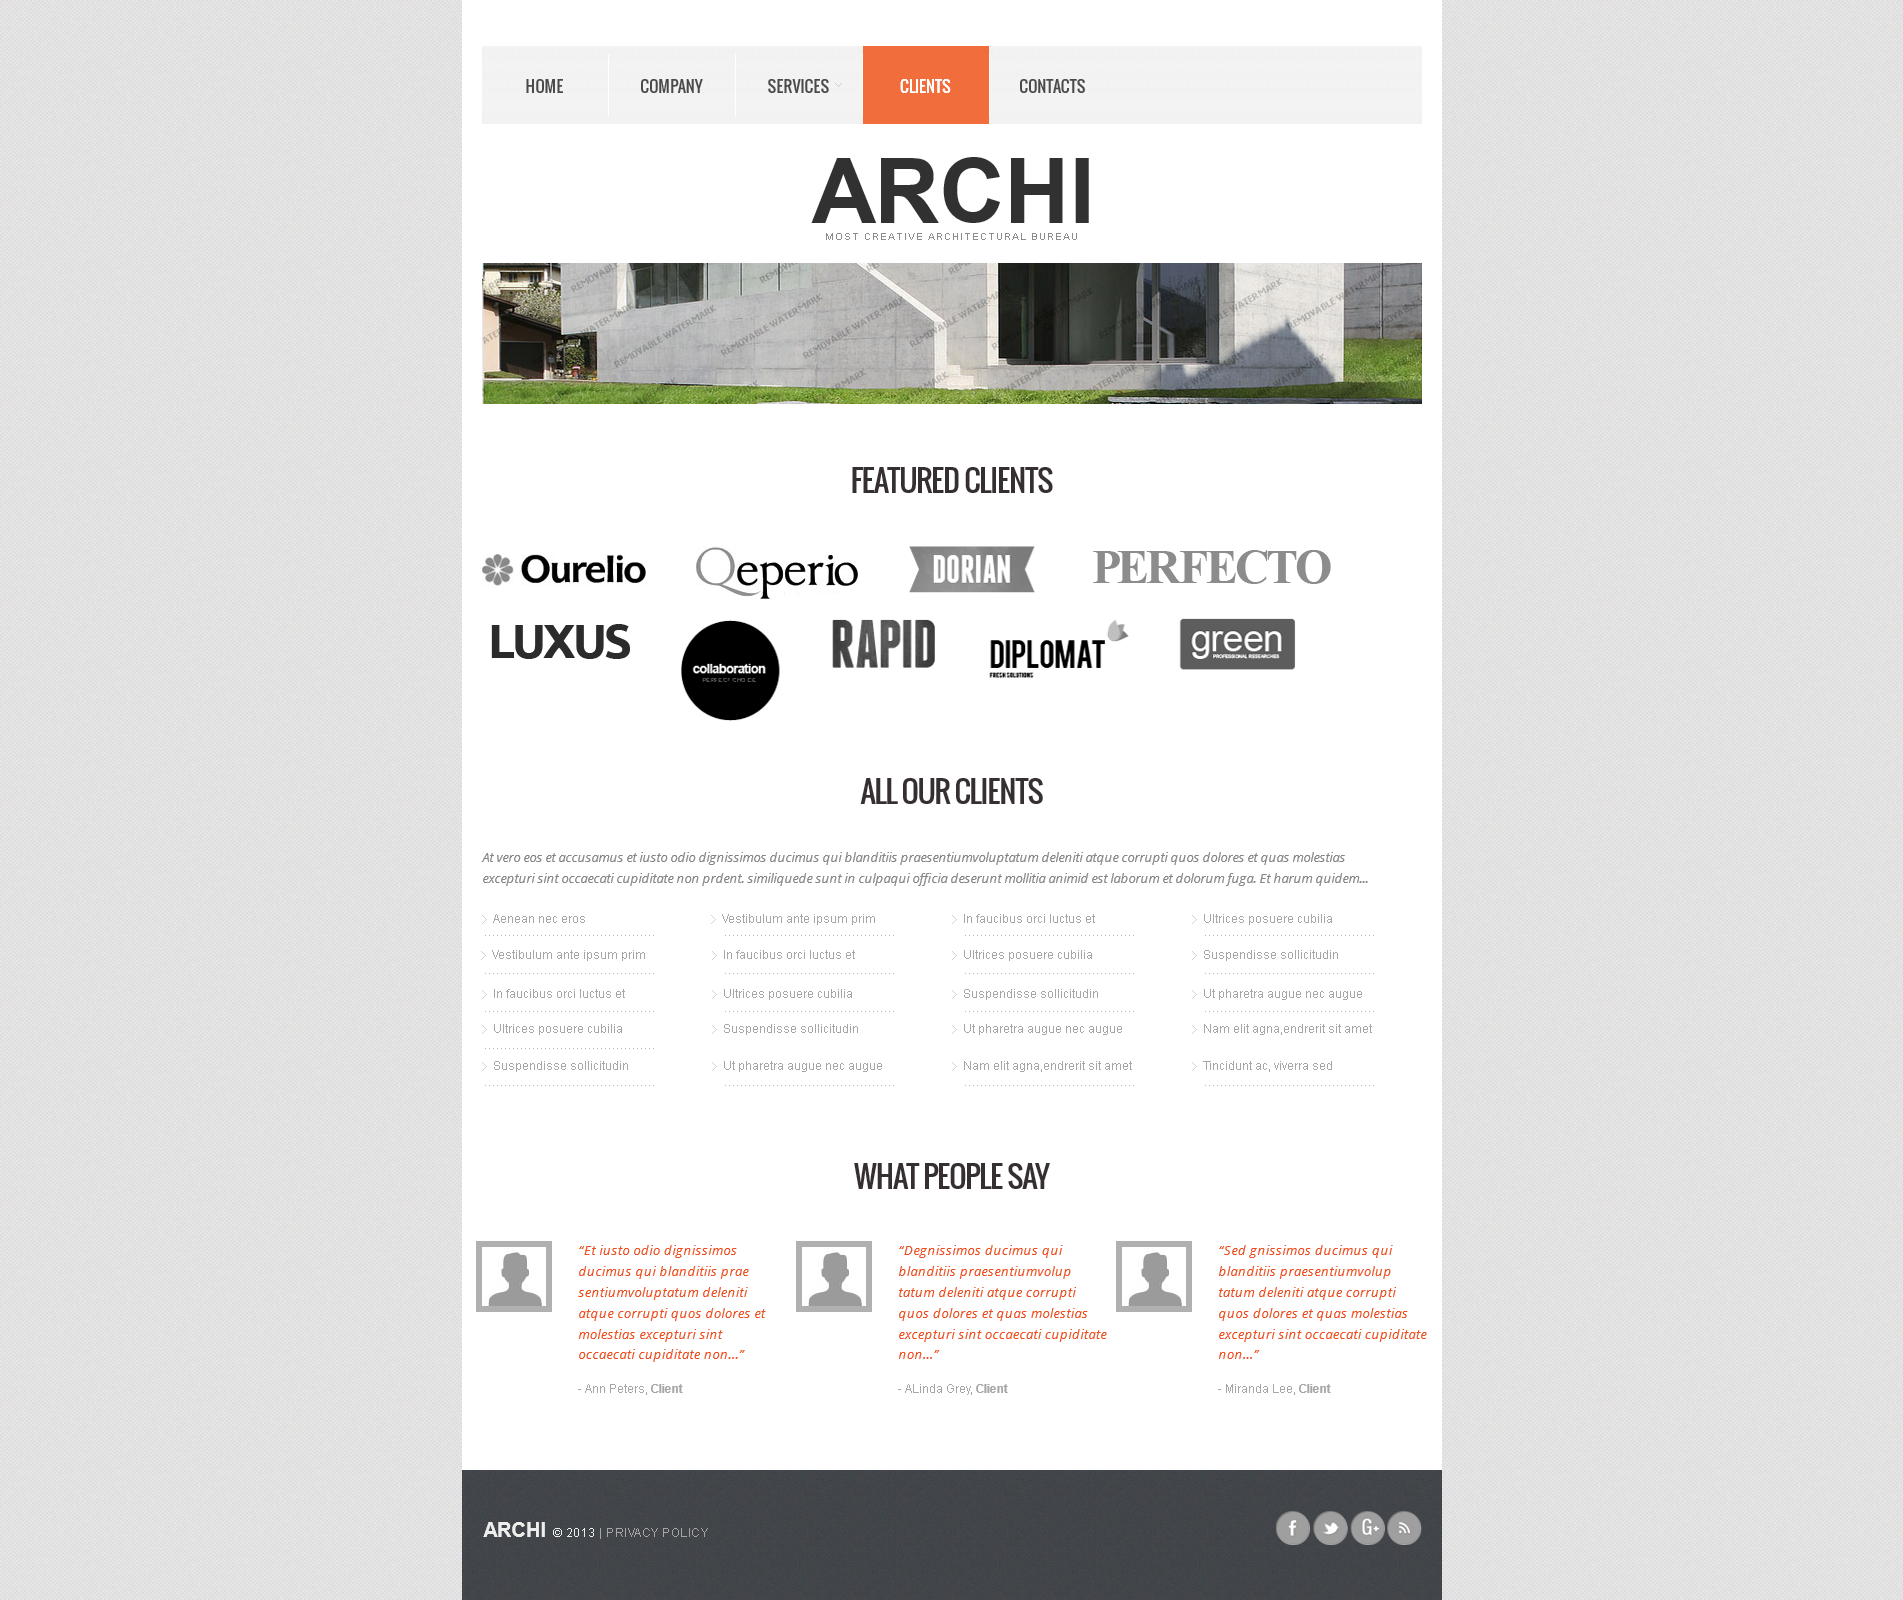 HOME COMPANY SERVICES CLIENTS CONTACTS
ARCHI
MOST CREATIVE ARCHITECTURAL BUREAU
REMOVABLE WATERMARK
FEATURED CLIENTS
Ourelio Qeperio DORIAN PERFECTO
LUXUS collaboration PERFECT CHOICE RAPID DIPLOMAT FRESH SOLUTIONS green PROFESSIONAL RESEARCHES
ALL OUR CLIENTS
At vero eos et accusamus et iusto odio dignissimos ducimus qui blanditiis praesentiumvoluptatum deleniti atque corrupti quos dolores et quas molestias
excepturi sint occaecati cupiditate non prdent. similiquede sunt in culpaqui officia deserunt mollitia animid est laborum et dolorum fuga. Et harum quidem...
Aenean nec eros Vestibulum ante ipsum prim In faucibus orci luctus et Ultrices posuere cubilia
Vestibulum ante ipsum prim In faucibus orci luctus et Ultrices posuere cubilia Suspendisse sollicitudin
In faucibus orci luctus et Ultrices posuere cubilia Suspendisse sollicitudin Ut pharetra augue nec augue
Ultrices posuere cubilia Suspendisse sollicitudin Ut pharetra augue nec augue Nam elit agna,endrerit sit amet
Suspendisse sollicitudin Ut pharetra augue nec augue Nam elit agna,endrerit sit amet Tincidunt ac, viverra sed
WHAT PEOPLE SAY
“Et iusto odio dignissimos
ducimus qui blanditiis prae
sentiumvoluptatum deleniti
atque corrupti quos dolores et
molestias excepturi sint
occaecati cupiditate non...”
- Ann Peters, Client
“Degnissimos ducimus qui
blanditiis praesentiumvolup
tatum deleniti atque corrupti
quos dolores et quas molestias
excepturi sint occaecati cupiditate
non...”
- ALinda Grey, Client
“Sed gnissimos ducimus qui
blanditiis praesentiumvolup
tatum deleniti atque corrupti
quos dolores et quas molestias
excepturi sint occaecati cupiditate
non...”
- Miranda Lee, Client
ARCHI © 2013 | PRIVACY POLICY